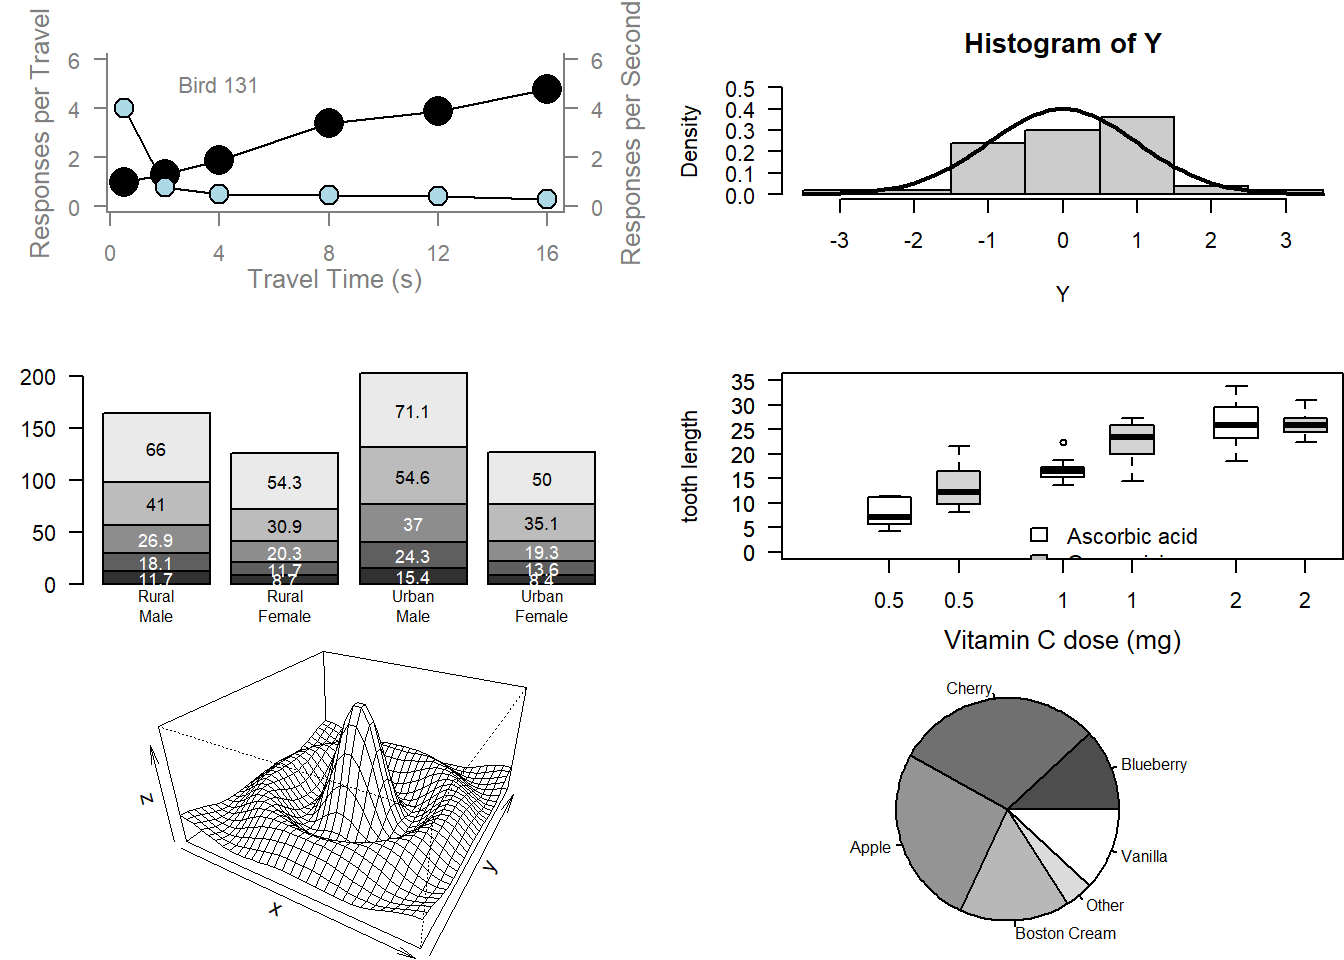 Responses per Travel
Responses per Second
6
4
2
0
Bird 131
6
4
2
0
0 4 8 12 16
Travel Time (s)
Histogram of Y
Density
0.5
0.4
0.3
0.2
0.1
0.0
-3 -2 -1 0 1 2 3
Y
200
150
100
50
0
66
41
26.9
18.1
11.7
54.3
30.9
20.3
11.7
8.7
71.1
54.6
37
24.3
15.4
50
35.1
19.3
13.6
8.4
Rural
Male
Rural
Female
Urban
Male
Urban
Female
tooth length
35
30
25
20
15
10
5
0
Ascorbic acid
0.5 0.5 1 1 2 2
Vitamin C dose (mg)
z
x
y
Cherry
Blueberry
Apple
Vanilla
Other
Boston Cream